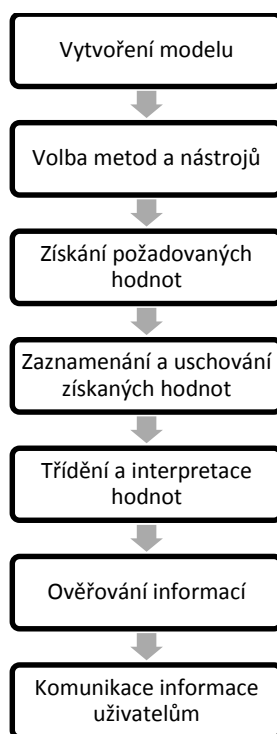 Vytvoření modelu
Volba metod a nástrojů
Získání požadovaných
hodnot
Zaznamenání a uschování
získaných hodnot
Třídění a interpretace
hodnot
Ověřování informací
Komunikace informace
uživatelům